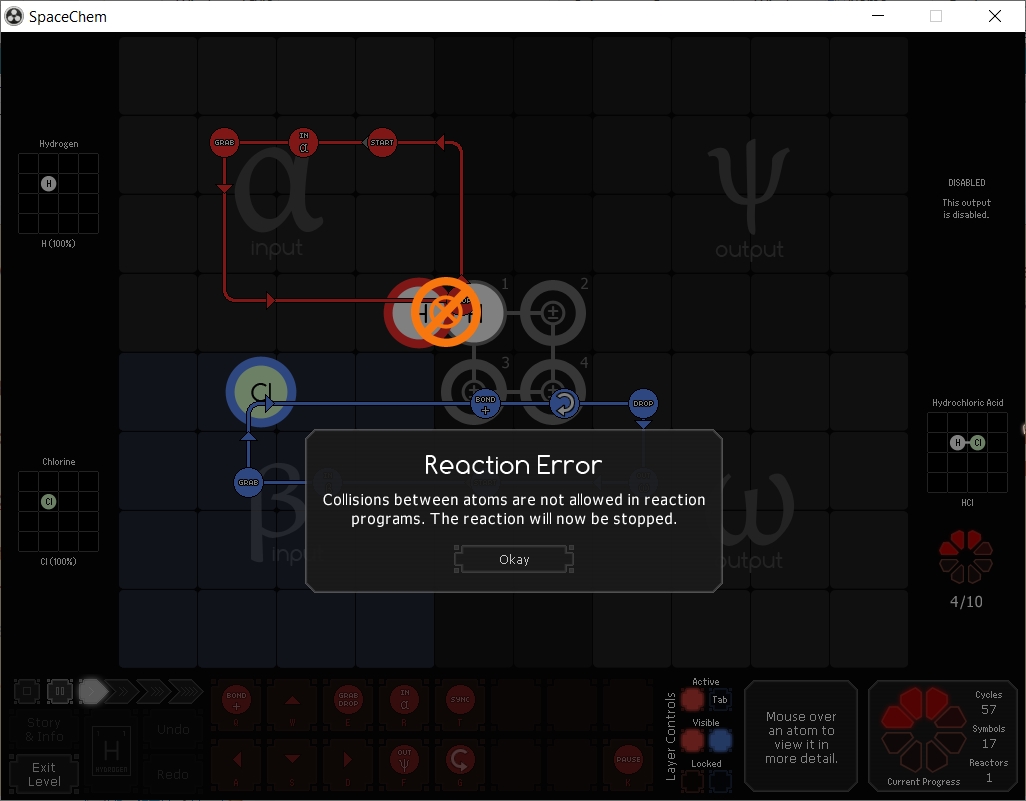 SpaceChem
Hydrogen
H
H (100%)
GRAB
IN
α
START
α
input
ψ
output
DISABLED
This output
is disabled.
H
1
2
±
3
4
Cl
BOND
+
DROP
GRAB
Chlorine
Cl
Cl (100%)
β
ω
output
Hydrochloric Acid
H
Cl
HCl
4/10
Reaction Error
Collisions between atoms are not allowed in reaction
programs. The reaction will now be stopped.
Okay
Story
& Info
Exit
Level
H
HYDROGEN
Undo
Redo
BOND
+
GRAB
DROP
IN
α
SYNC
OUT
ψ
PAUSE
Layer Controls
Active
Tab
Visible
Locked
Mouse over
an atom to
view it in
more detail.
Current Progress
Cycles
57
Symbols
17
Reactors
1